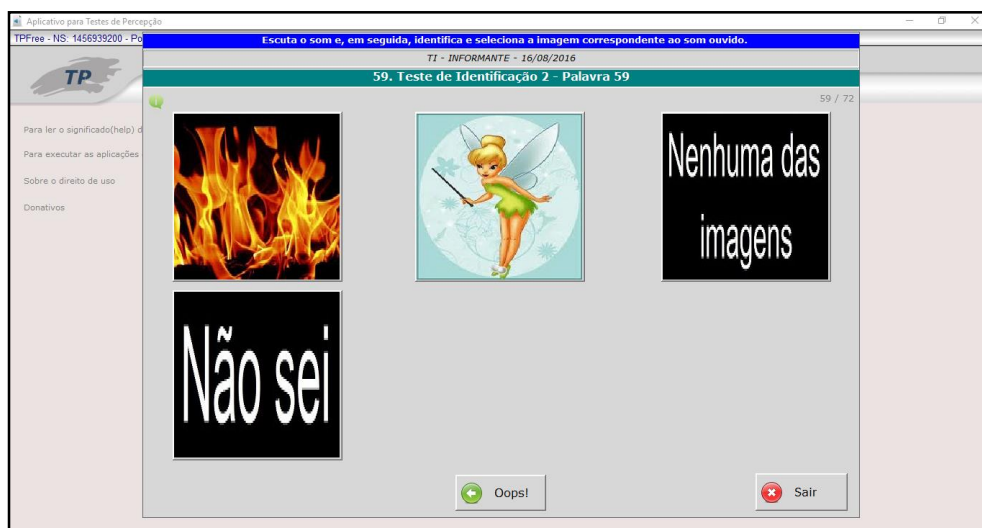 Aplicativo para Testes de Percepção
TPFree - NS: 1456939200 - Po
Escuta o som e, em seguida, identifica e seleciona a imagem correspondente ao som ouvido.
TI - INFORMANTE - 16/08/2016
59. Teste de Identificação 2 - Palavra 59
59 / 72
TP
Para ler o significado(help) d
Para executar as aplicações
Sobre o direito de uso
Donativos
Nenhuma das
imagens
Não sei
Oops!
Sair